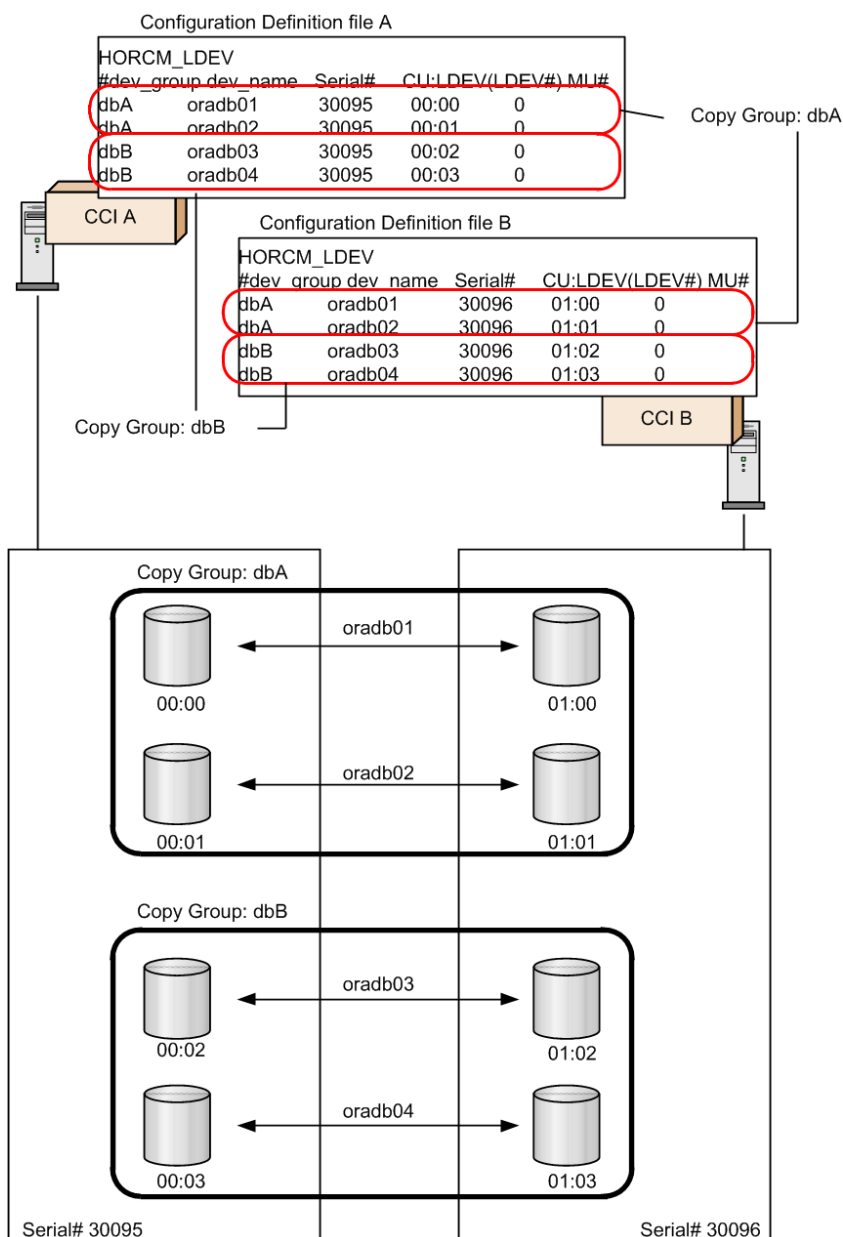 Configuration Definition file A
HORCM_LDEV
#dev_group dev_name Serial# CU:LDEV(LDEV#) MU#
dbA oradb01 30095 00:00 0
dbA oradb02 30095 00:01 0
dbB oradb03 30095 00:02 0
dbB oradb04 30095 00:03 0
Copy Group: dbA
CCI A
Configuration Definition file B
HORCM_LDEV
#dev_group dev_name Serial# CU:LDEV(LDEV#) MU#
dbA oradb01 30096 01:00 0
dbA oradb02 30096 01:01 0
dbB oradb03 30096 01:02 0
dbB oradb04 30096 01:03 0
Copy Group: dbB
CCI B
Copy Group: dbA
oradb01
00:00 01:00
oradb02
00:01 01:01
Copy Group: dbB
oradb03
00:02 01:02
oradb04
00:03 01:03
Serial# 30095 Serial# 30096